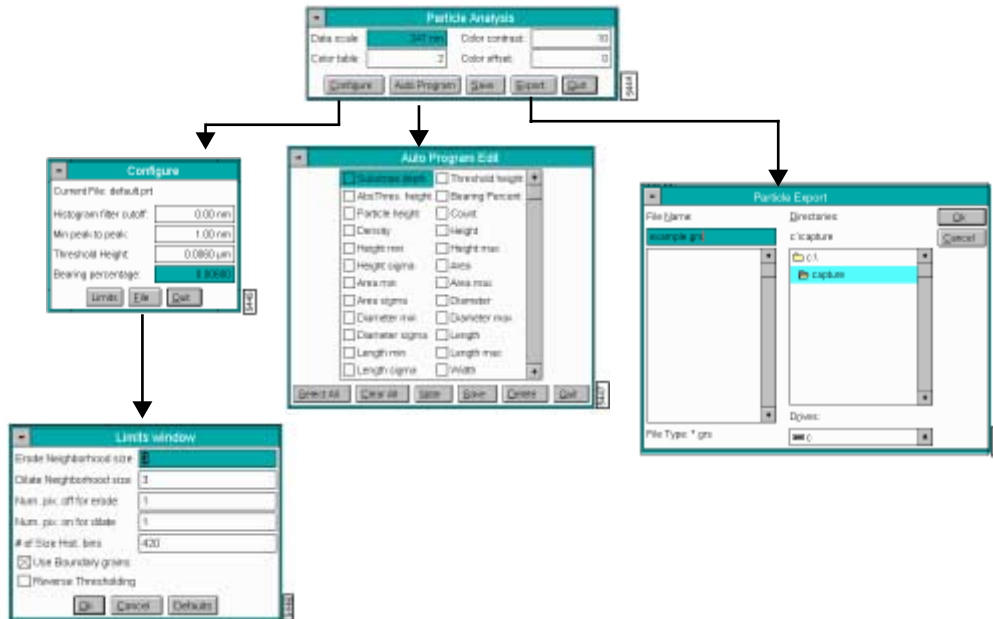 Particle Analysis
Data scale: 347 nm Color contrast: 10
Color table: 2 Color offset: 0
Configure Auto Program Save Export Quit
Configure
Current File: default.prt
Histogram filter cutoff: 0.00 nm
Min peak to peak: 1.00 nm
Threshold Height: 0.0860 µm
Bearing percentage:
Limits File Quit
Auto Program Edit
Substrate depth Threshold height
AbsThres. height Bearing Percent
Particle height Count
Density Height
Height min Height max
Height sigma Area
Area min Area max
Area sigma Diameter
Diameter min Diameter max
Diameter sigma Length
Length min Length max
Length sigma Width
Select All Clear All Save Delete Quit
Particle Export
File Name: Directories: Ok
example.grs c:\capture Cancel
c:\
capture
Drives:
File Type: *.grs c
Limits window
Erode Neighborhood size
Dilate Neighborhood size 3
Num. pix. off for erode 1
Num. pix. on for dilate 1
# of Size Hist. bins 420
Use Boundary grains
Reverse Thresholding
Ok Cancel Defaults